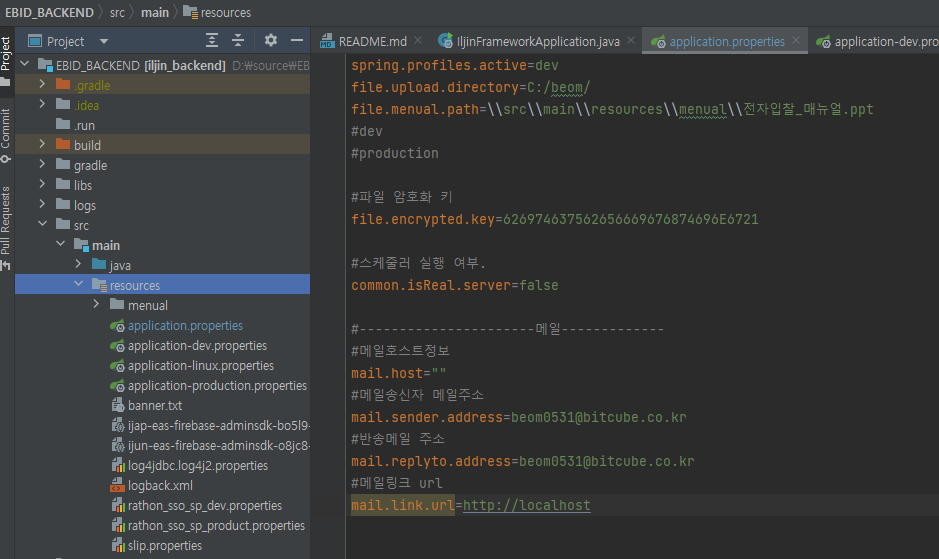 EBID_BACKEND > src > main > resources
Project
Commit
Pull Requests
Project
README.md
IljinFrameworkApplication.java
application.properties
application-dev.pro
EBID_BACKEND [iljin_backend] D:₩source₩EB
.gradle
.idea
.run
build
gradle
libs
logs
src
main
java
resources
menual
application.properties
application-dev.properties
application-linux.properties
application-production.properties
banner.txt
ijap-eas-firebase-adminsdk-bo5l9-
ijun-eas-firebase-adminsdk-o8jc8-
log4jdbc.log4j2.properties
logback.xml
rathon_sso_sp_dev.properties
rathon_sso_sp_product.properties
slip.properties
spring.profiles.active=dev
file.upload.directory=C:/beom/
file.menual.path=\\src\\main\\resources\\menual\\전자입찰_매뉴얼.ppt
#dev
#production
#파일 암호화 키
file.encrypted.key=6269746375626566696768​74696E6721
#스케줄러 실행 여부.
common.isReal.server=false
#----------------------메일-------------
#메일호스트정보
mail.host=""
#메일송신자 메일주소
mail.sender.address=beom0531@bitcube.co.kr
#반송메일 주소
mail.replyto.address=beom0531@bitcube.co.kr
#메일링크 url
mail.link.url=http://localhost